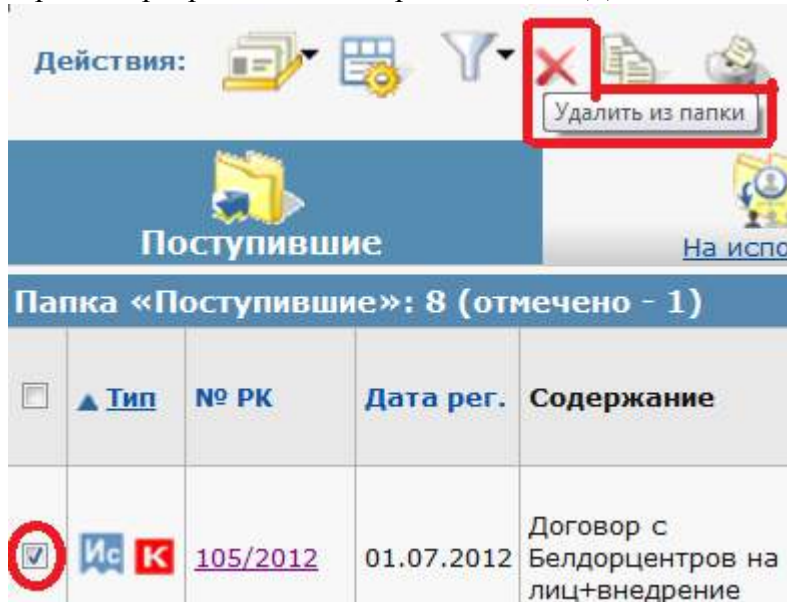 Действия:
Удалить из папки
Поступившие
На испо
Папка «Поступившие»: 8 (отмечено - 1)
Тип № РК Дата рег. Содержание
Ис К 105/2012 01.07.2012 Договор с
Белдорцентров на
лиц+внедрение